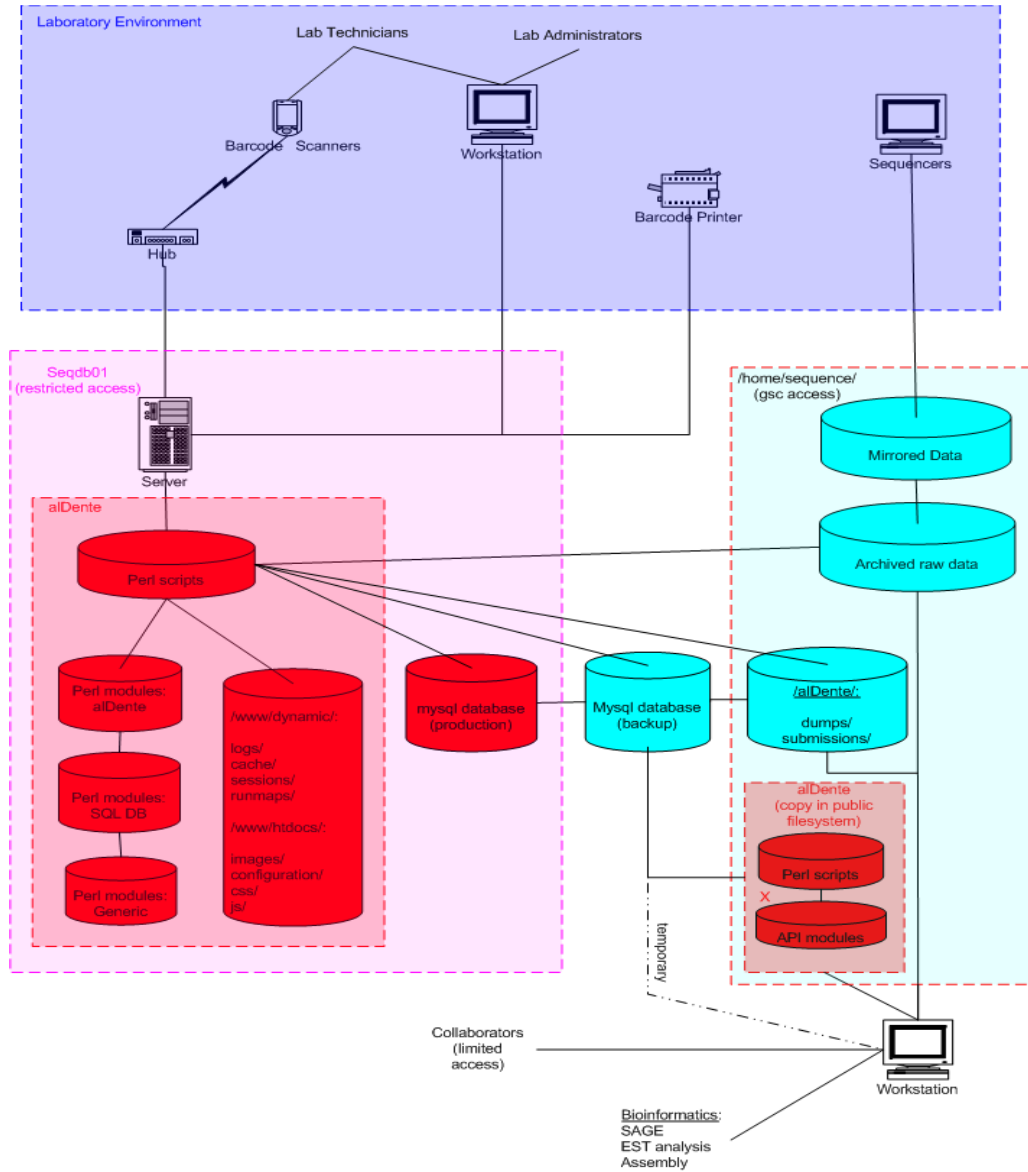 Laboratory Environment
Lab Technicians
Lab Administrators
Barcode Scanners
Workstation
Sequencers
Barcode Printer
Hub
Seqdb01
(restricted access)
Server
/home/sequence/
(gsc access)
Mirrored Data
Archived raw data
alDente
Perl scripts
Perl modules:
alDente
Perl modules:
SQL DB
Perl modules:
Generic
/www/dynamic/:
logs/
cache/
sessions/
runmaps/
/www/htdocs/:
images/
configuration/
css/
js/
mysql database
(production)
Mysql database
(backup)
/alDente/:
dumps/
submissions/
alDente
(copy in public
filesystem)
Perl scripts
X
API modules
temporary
Collaborators
(limited
access)
Workstation
Bioinformatics:
SAGE
EST analysis
Assembly